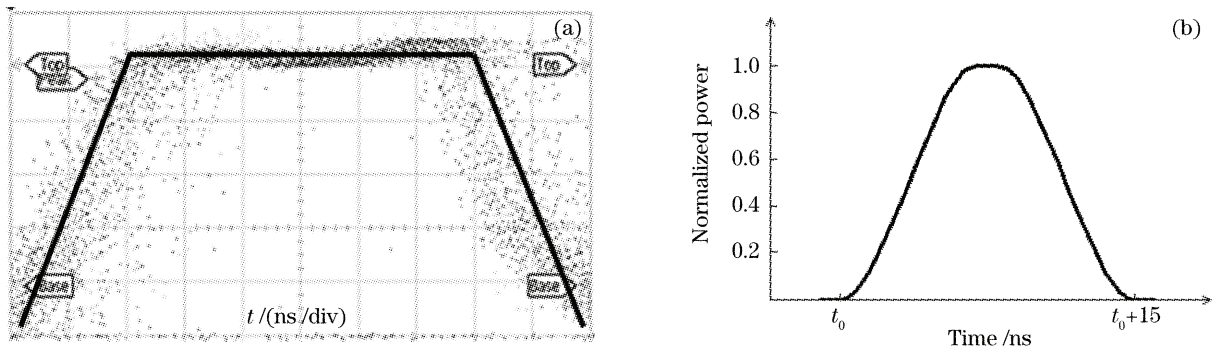 (a)
Top
Top
Base
Base
t /(ns /div)
(b)
Normalized power
1.0
0.8
0.6
0.4
0.2
t₀
t₀+15
Time /ns